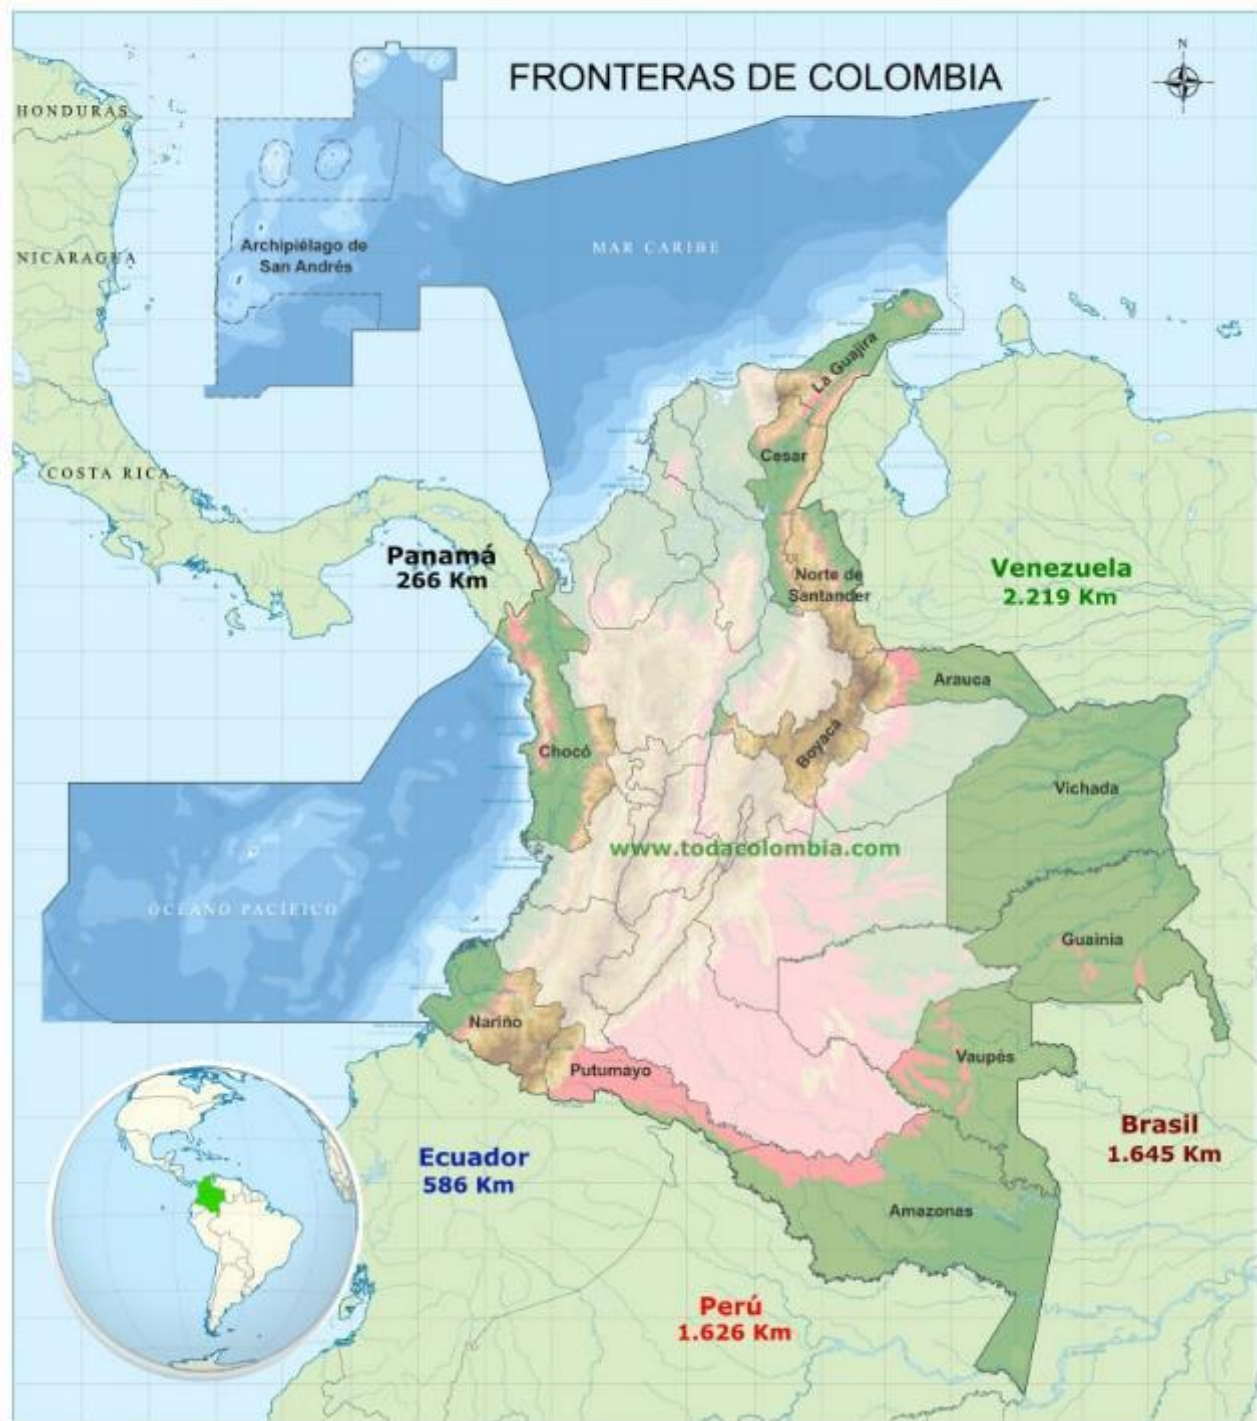 FRONTERAS DE COLOMBIA
N
HONDURAS
NICARAGUA
Archipiélago de
San Andrés
MAR CARIBE
La Guajira
COSTA RICA
Cesar
Panamá
266 Km
Norte de
Santander
Venezuela
2.219 Km
Arauca
Chocó
Boyacá
Vichada
www.todacolombia.com
OCÉANO PACÍFICO
Guainía
Nariño
Putumayo
Vaupés
Ecuador
586 Km
Brasil
1.645 Km
Amazonas
Perú
1.626 Km